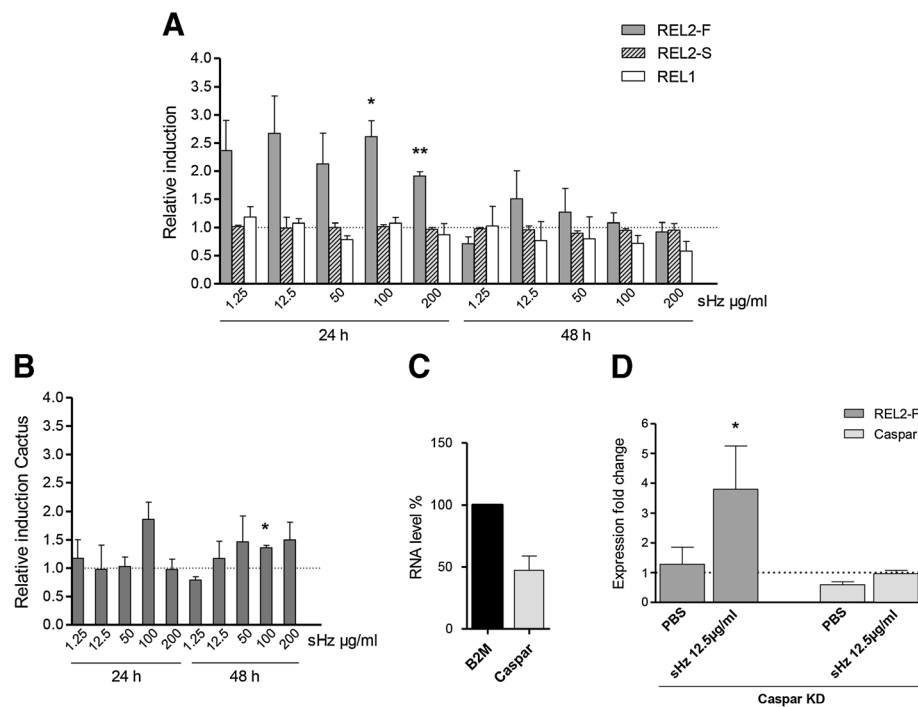 A
REL2-F
REL2-S
REL1
Relative induction
4.0
3.5
3.0
2.5
2.0
1.5
1.0
0.5
0.0
*
**
1.25 12.5 50 100 200 1.25 12.5 50 100 200 sHz µg/ml
24 h 48 h
B
Relative induction Cactus
4.0
3.5
3.0
2.5
2.0
1.5
1.0
0.5
0.0
*
1.25 12.5 50 100 200 1.25 12.5 50 100 200 sHz µg/ml
24 h 48 h
C
RNA level %
150
100
50
0
B2M Caspar
D
REL2-F
Caspar
Expression fold change
6
5
4
3
2
1
0
*
PBS sHz 12.5µg/ml PBS sHz 12.5µg/ml
Caspar KD